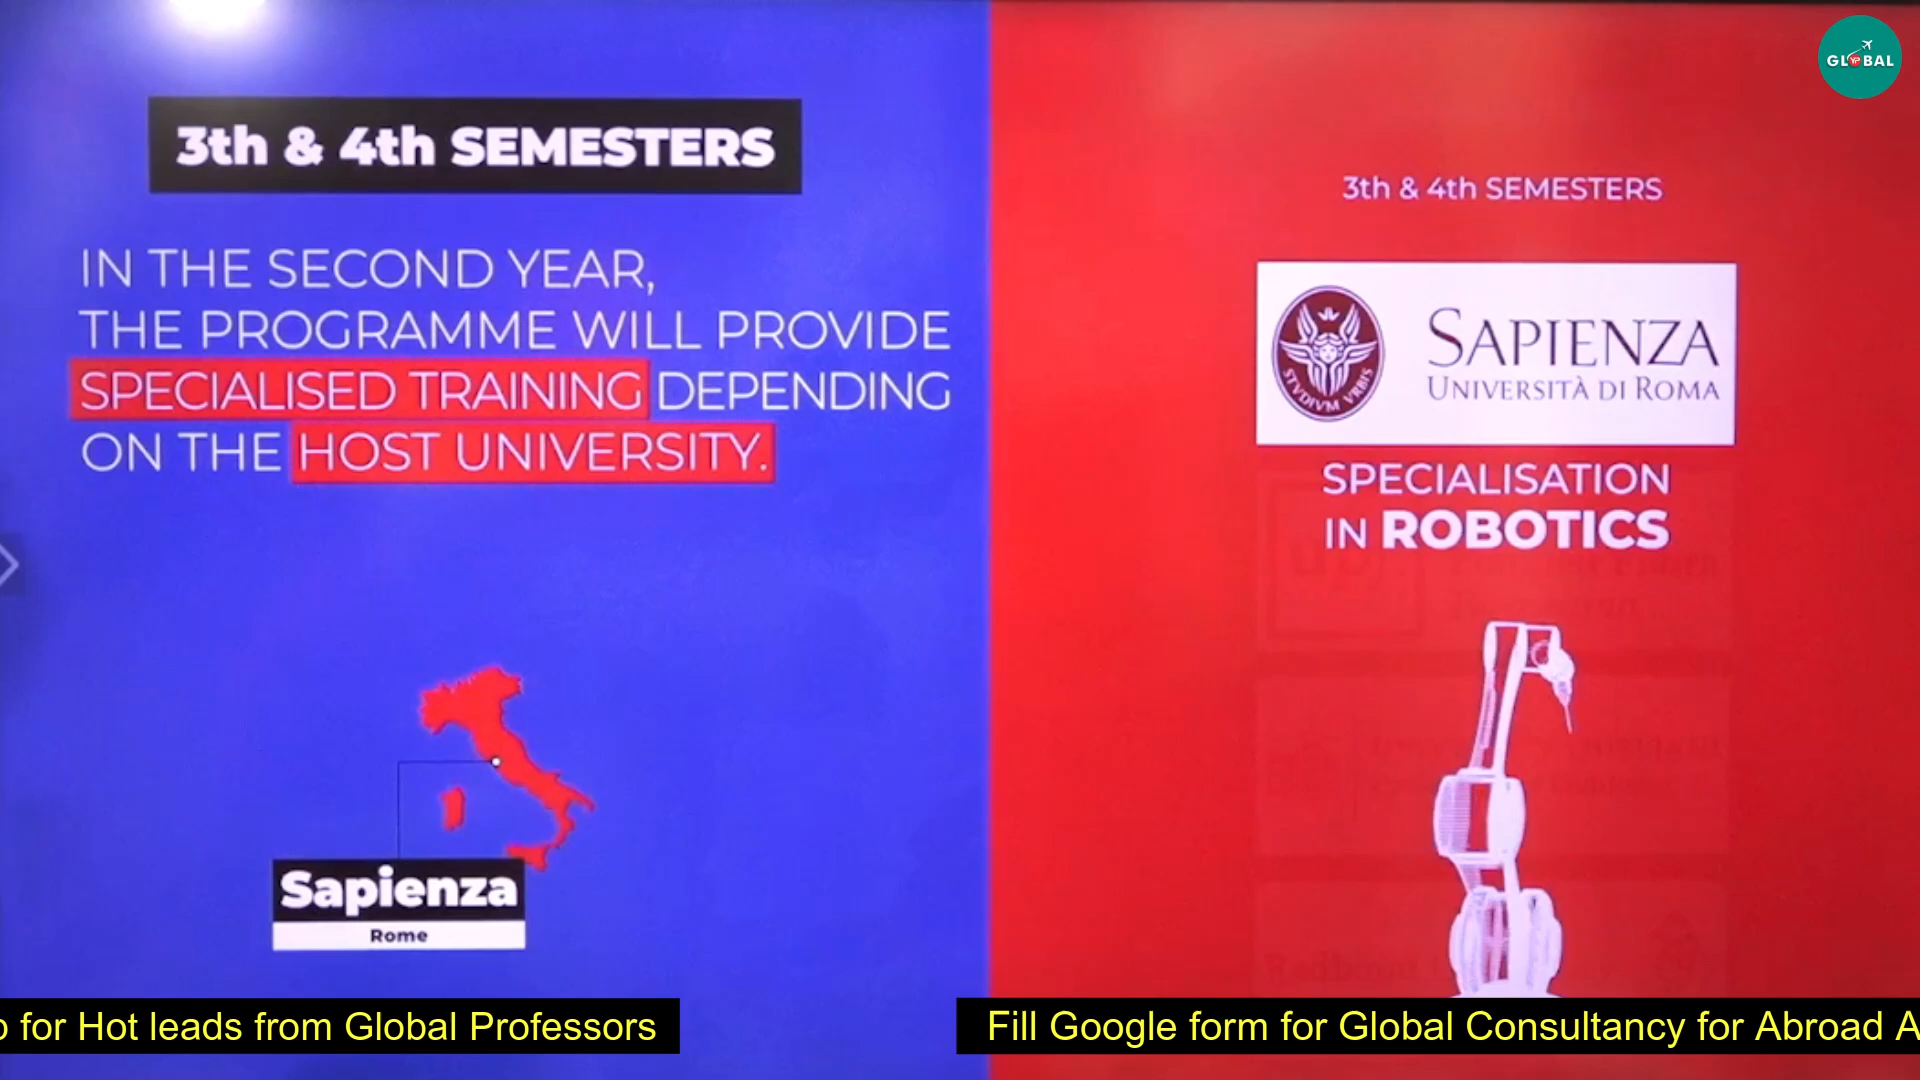 GLYPBAL
3th & 4th SEMESTERS
IN THE SECOND YEAR,
THE PROGRAMME WILL PROVIDE
SPECIALISED TRAINING DEPENDING
ON THE HOST UNIVERSITY.
Sapienza
Rome
3th & 4th SEMESTERS
STVDIVM VRBIS
SAPIENZA
UNIVERSITÀ DI ROMA
SPECIALISATION
IN ROBOTICS
for Hot leads from Global Professors
Fill Google form for Global Consultancy for Abroad A